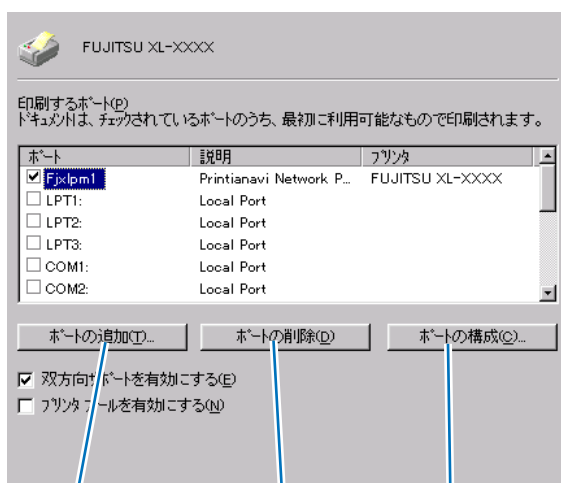 FUJITSU XL-XXXX
印刷するポート(P)
ドキュメントは、チェックされているポートのうち、最初に利用可能なもので印刷されます。
ポート 説明 プリンタ
Fjxlpm1 Printianavi Network P... FUJITSU XL-XXXX
LPT1: Local Port
LPT2: Local Port
LPT3: Local Port
COM1: Local Port
COM2: Local Port
ポートの追加(T)... ポートの削除(D) ポートの構成(C)...
双方向サポートを有効にする(E)
プリンタ プールを有効にする(N)